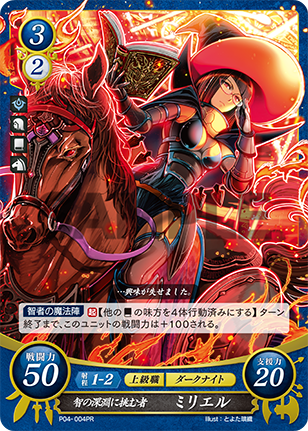 3
2
…興味が失せました。
智者の魔法陣 起 【他の■の味方を4体行動済みにする】ターン
終了まで、このユニットの戦闘力は+100される。
戦闘力
50
射程 1-2 上級職 ダークナイト
支援力
20
智の深淵に挑む者 ミリエル
P04-004PR
Illust：とよた瑣織